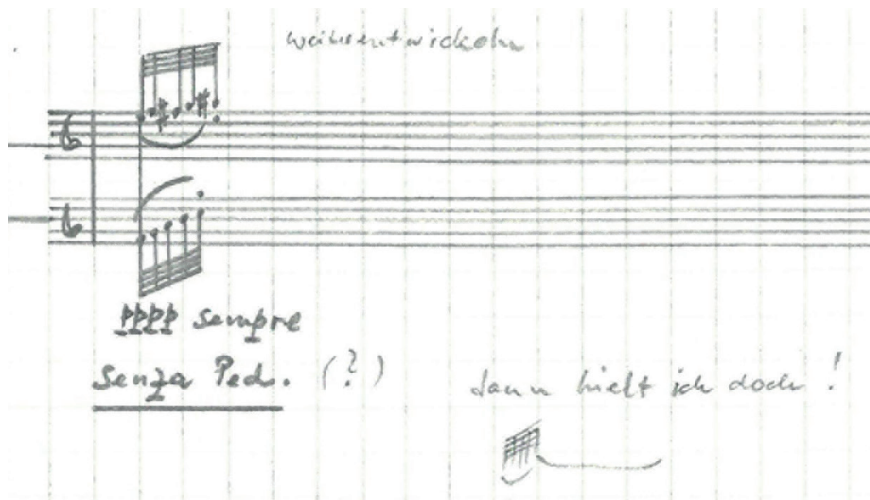 weiterentwickeln
pppp sempre
Senza Ped. (?)
dann hielt ich doch!